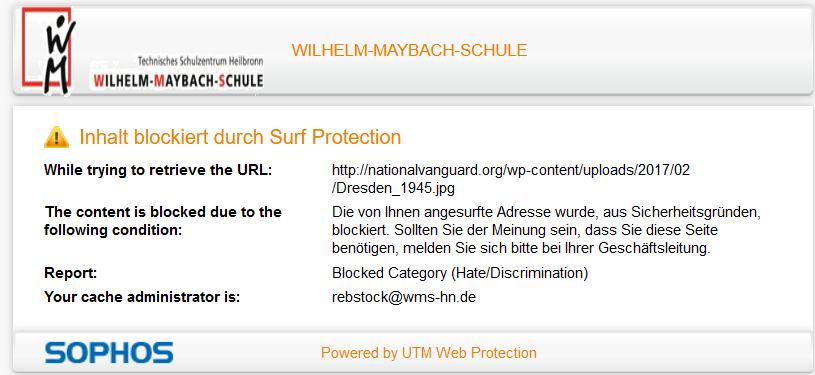 WM
Technisches Schulzentrum Heilbronn
WILHELM-MAYBACH-SCHULE
WILHELM-MAYBACH-SCHULE
Inhalt blockiert durch Surf Protection
While trying to retrieve the URL:
http://nationalvanguard.org/wp-content/uploads/2017/02
/Dresden_1945.jpg
The content is blocked due to the
following condition:
Die von Ihnen angesurfte Adresse wurde, aus Sicherheitsgründen,
blockiert. Sollten Sie der Meinung sein, dass Sie diese Seite
benötigen, melden Sie sich bitte bei Ihrer Geschäftsleitung.
Report:
Blocked Category (Hate/Discrimination)
Your cache administrator is:
rebstock@wms-hn.de
SOPHOS
Powered by UTM Web Protection